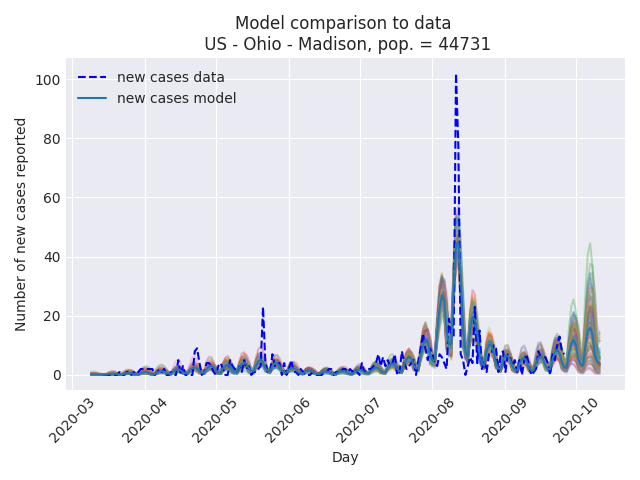 Model comparison to data
US - Ohio - Madison, pop. = 44731
new cases data
new cases model
Number of new cases reported
100
80
60
40
20
0
2020-03
2020-04
2020-05
2020-06
2020-07
2020-08
2020-09
2020-10
Day